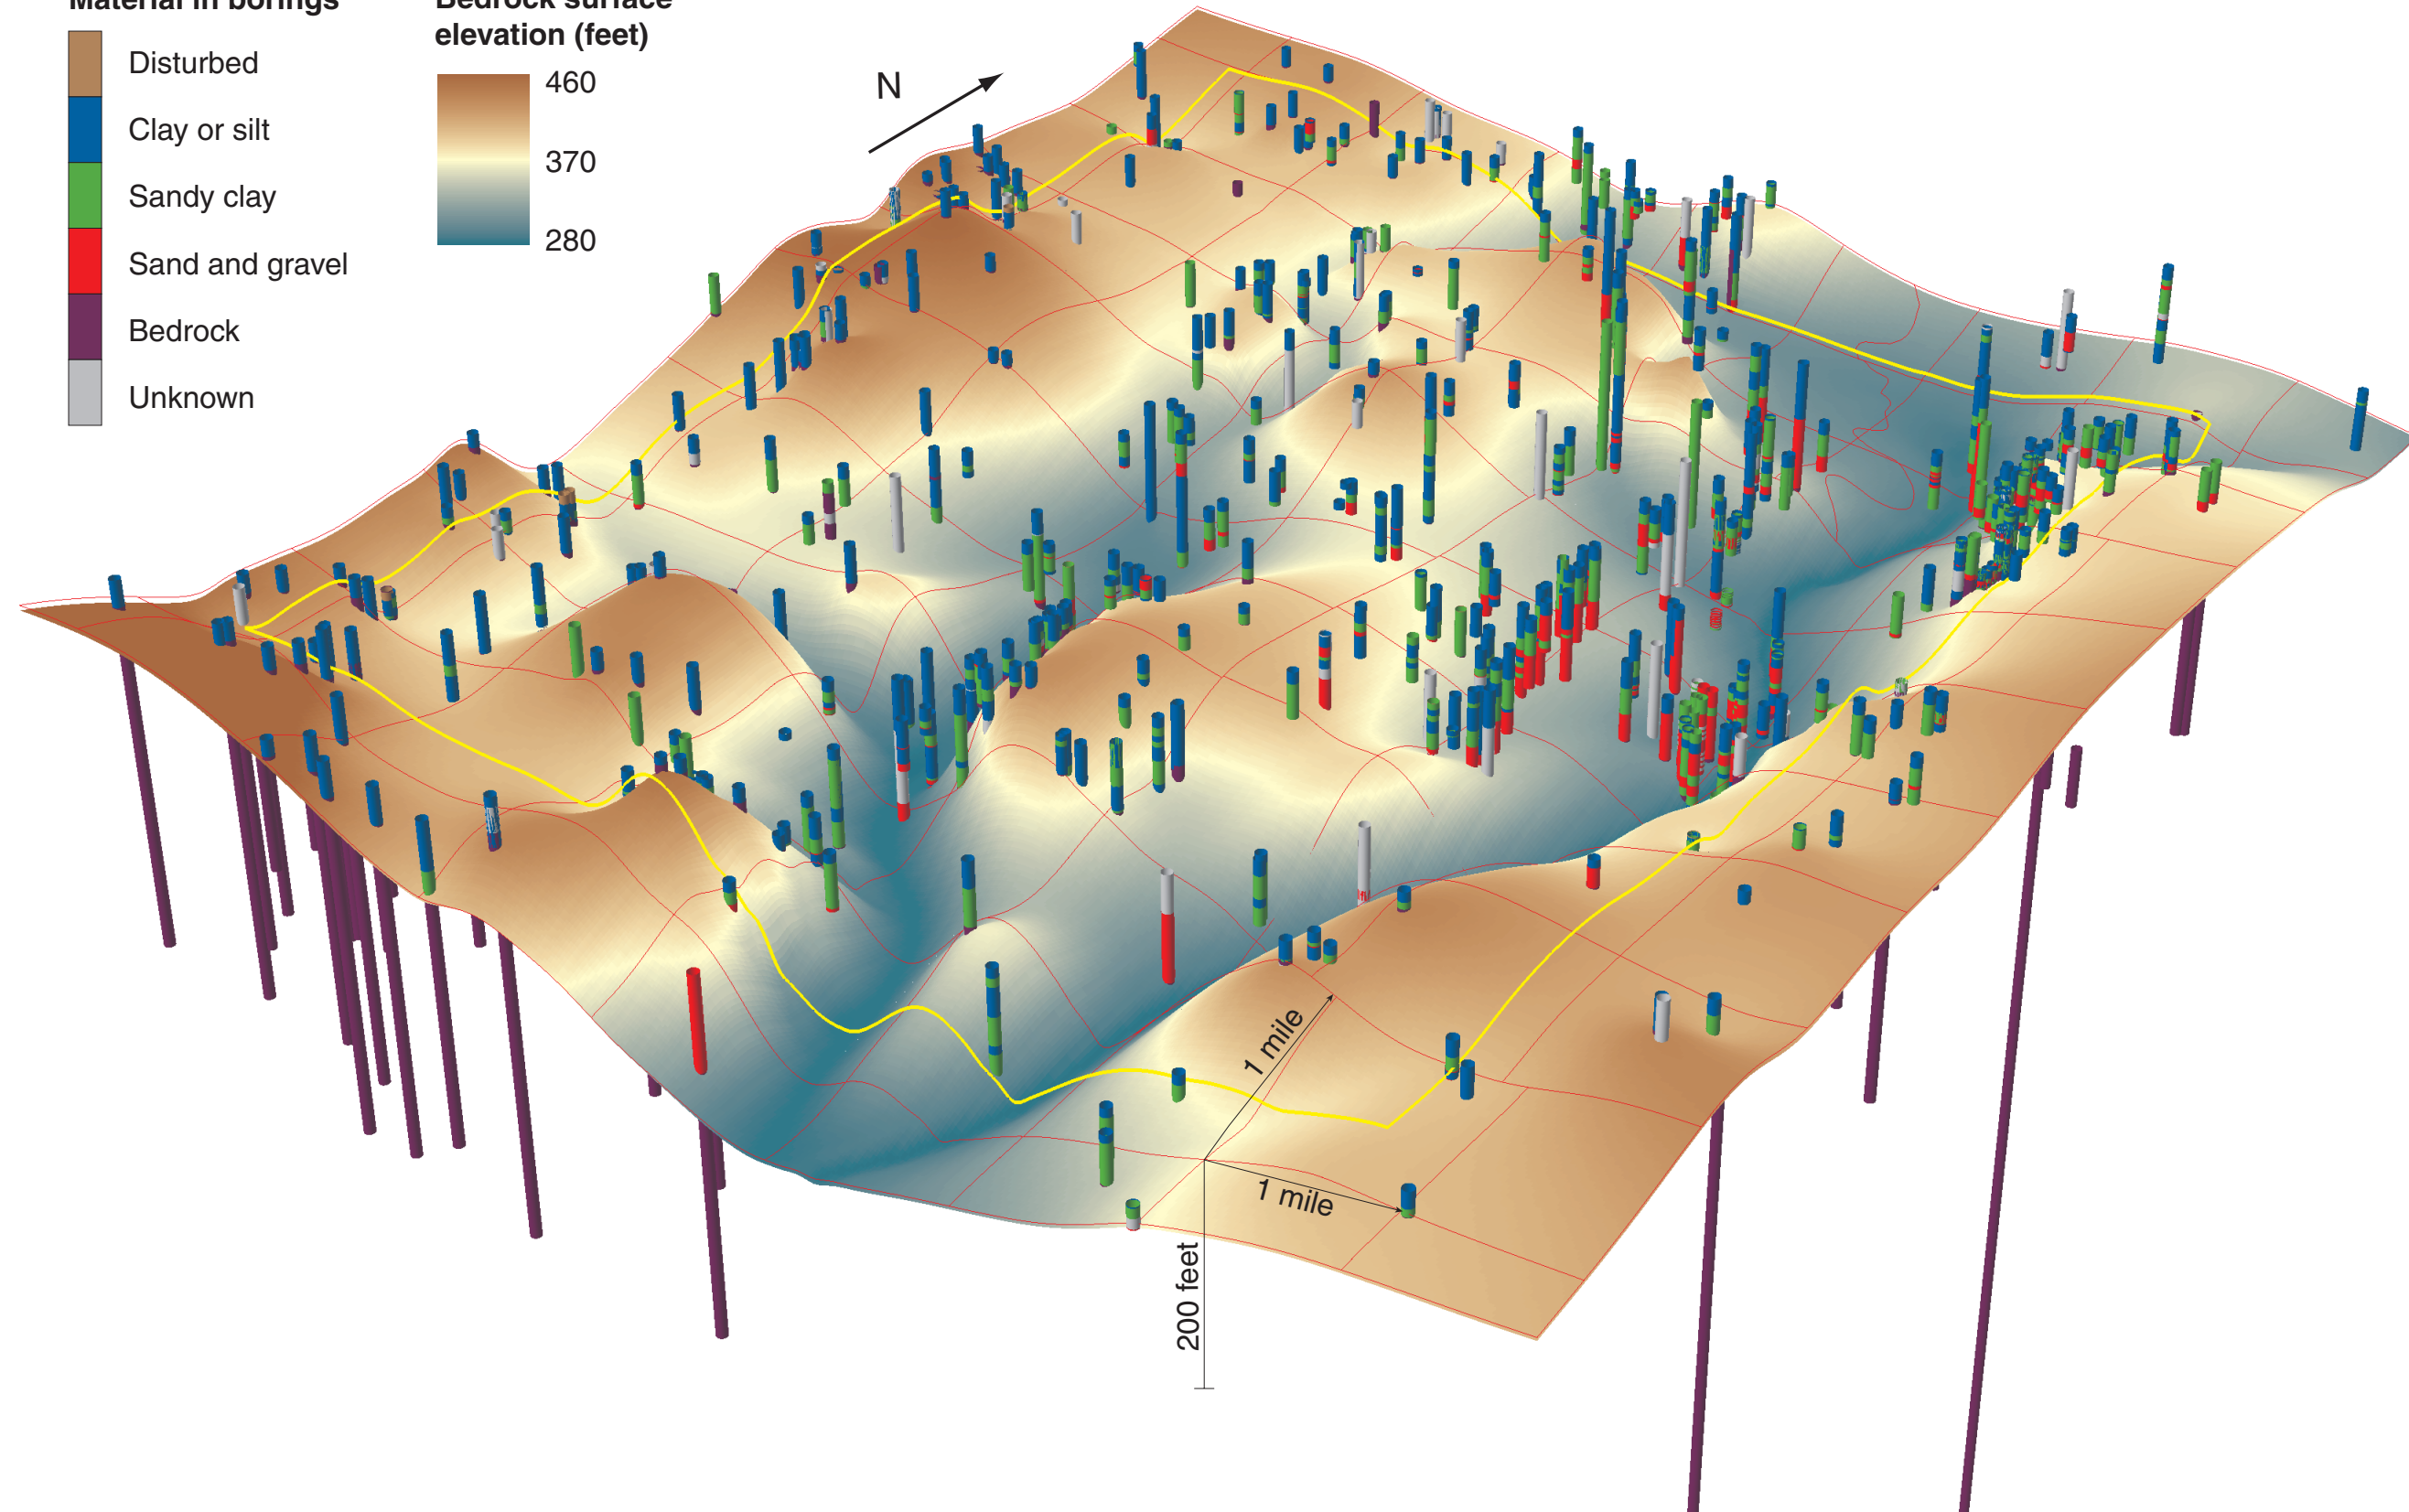 Material in borings
Disturbed
Clay or silt
Sandy clay
Sand and gravel
Bedrock
Unknown
Bedrock surface
elevation (feet)
460
370
280
N
1 mile
1 mile
200 feet